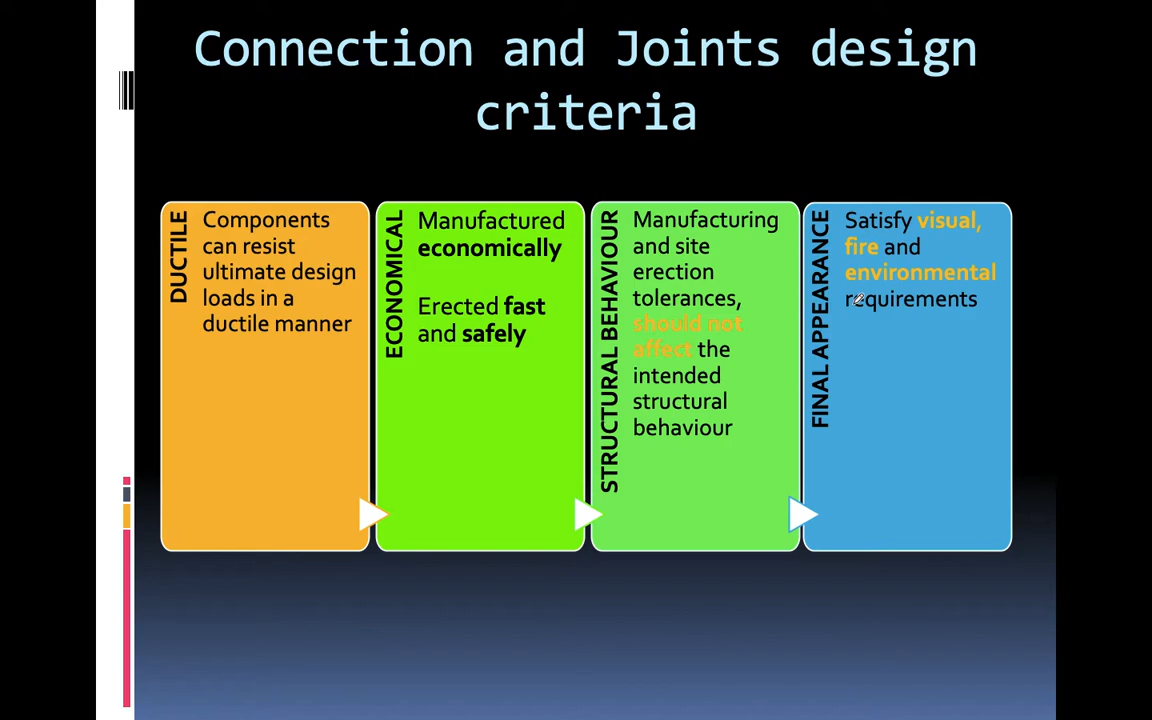 Connection and Joints design
criteria
DUCTILE
Components
can resist
ultimate design
loads in a
ductile manner
ECONOMICAL
Manufactured
economically
Erected fast
and safely
STRUCTURAL BEHAVIOUR
Manufacturing
and site
erection
tolerances,
should not
affect the
intended
structural
behaviour
FINAL APPEARANCE
Satisfy visual,
fire and
environmental
requirements